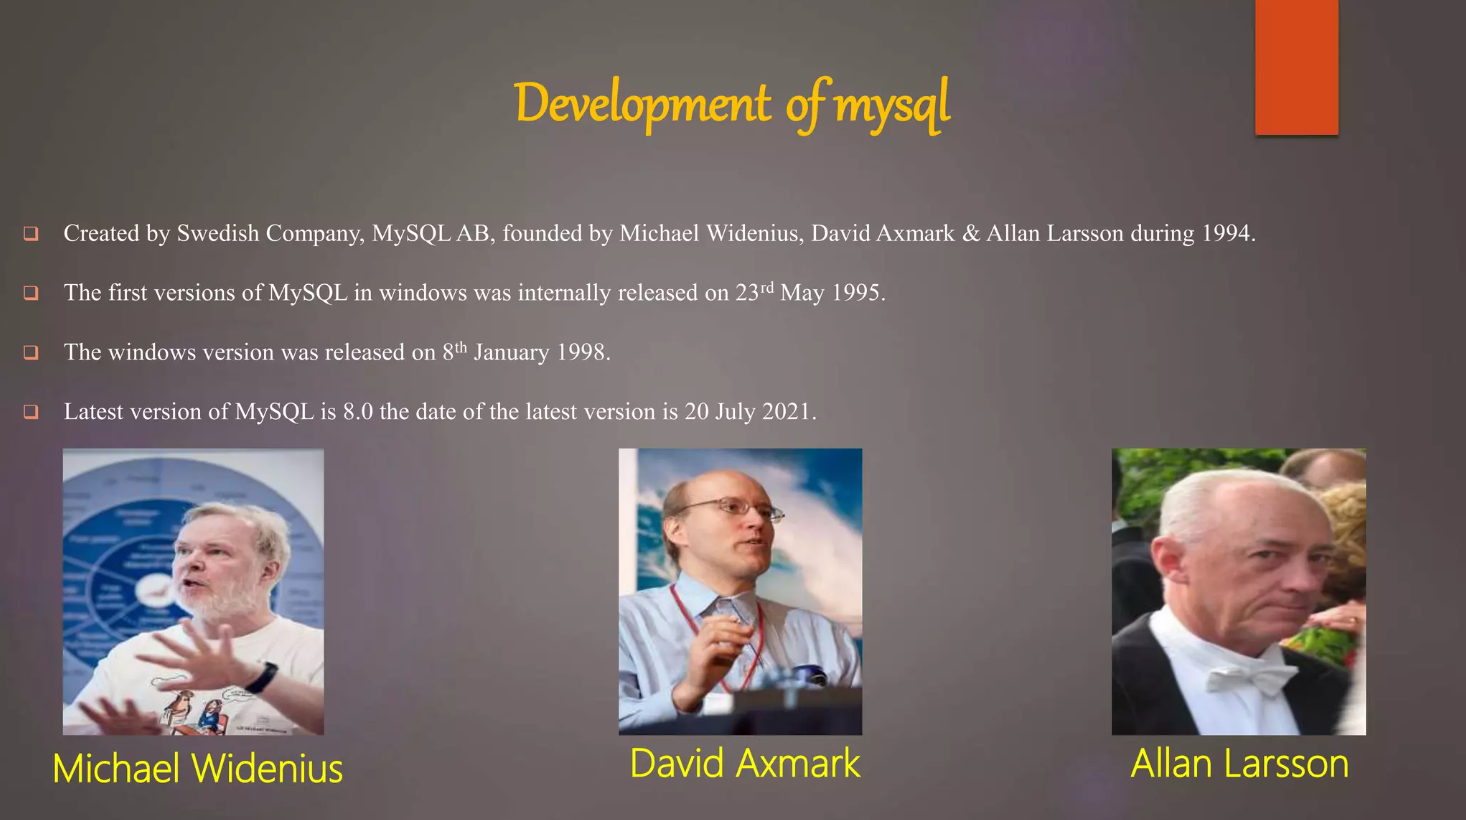 Development of mysql
Created by Swedish Company, MySQL AB, founded by Michael Widenius, David Axmark & Allan Larsson during 1994.
The first versions of MySQL in windows was internally released on 23rd May 1995.
The windows version was released on 8th January 1998.
Latest version of MySQL is 8.0 the date of the latest version is 20 July 2021.
Michael Widenius
David Axmark
Allan Larsson